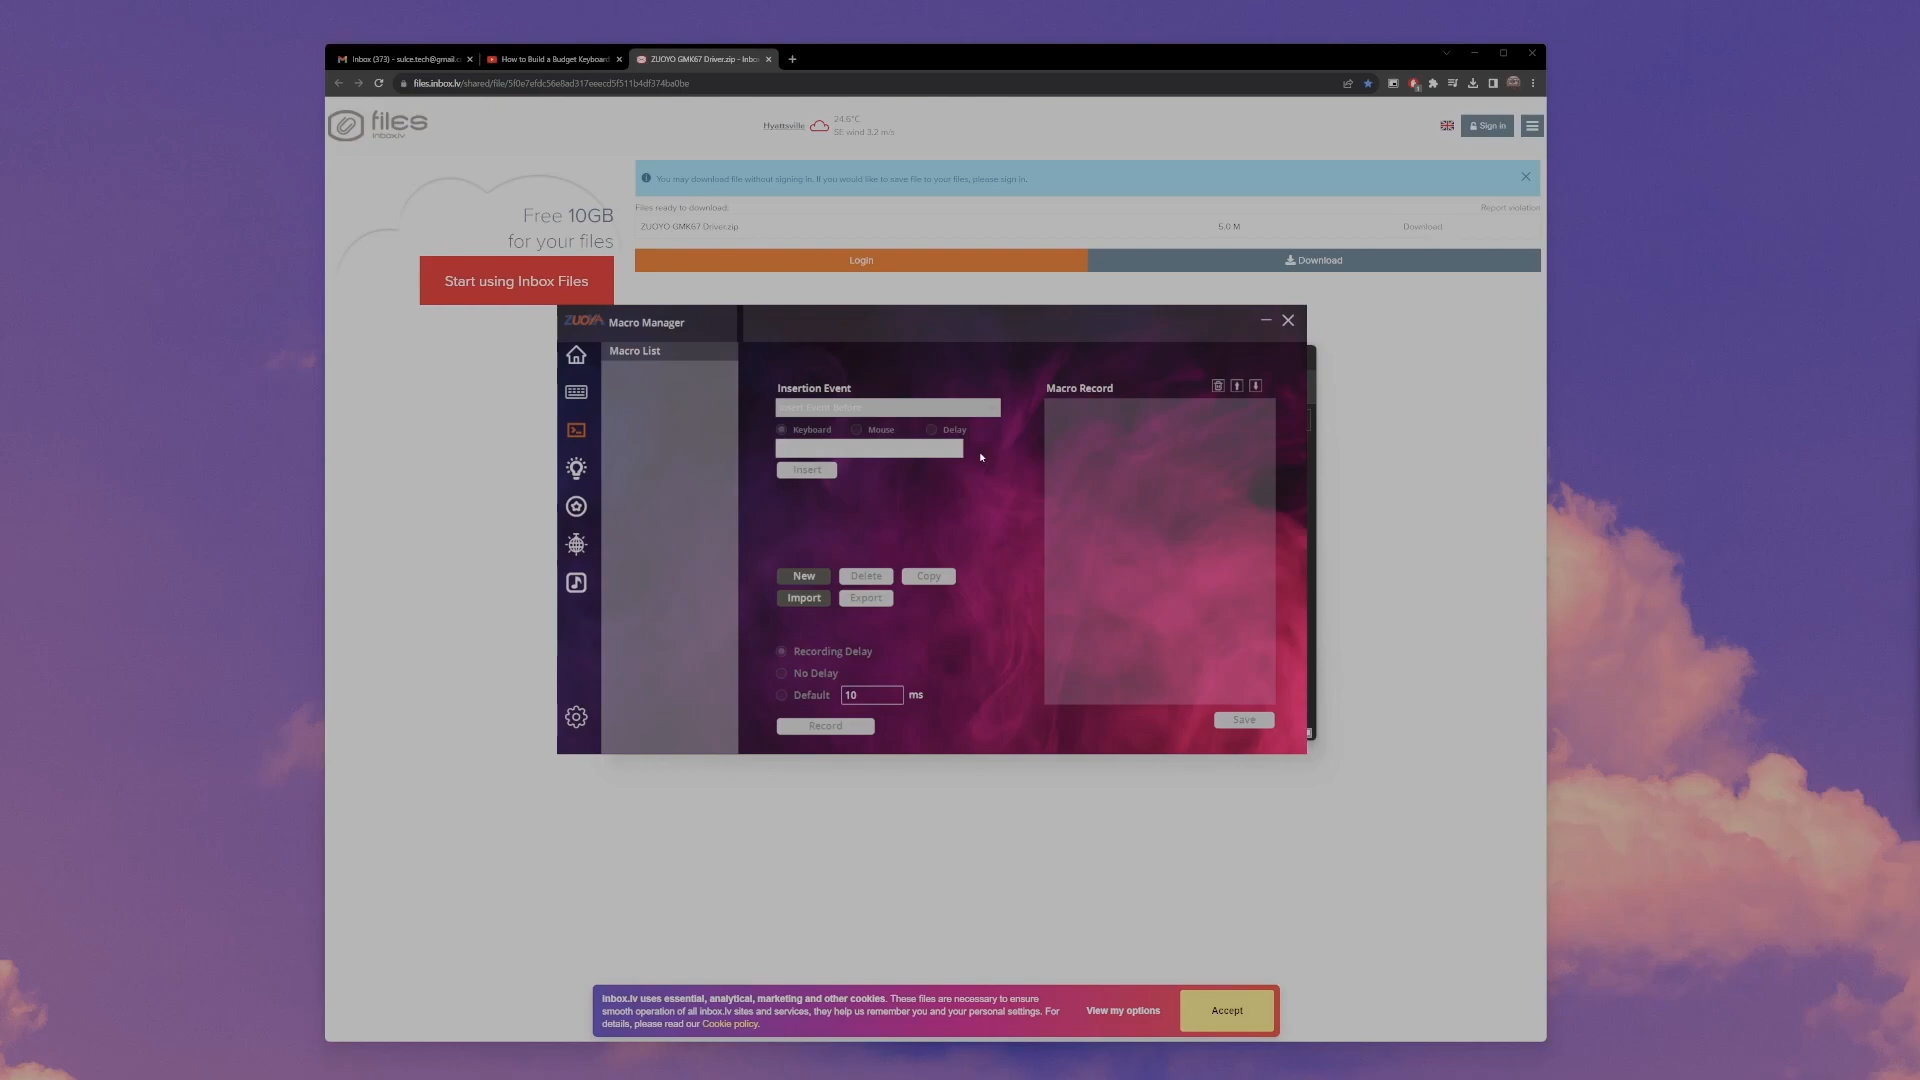 Inbox (373) - sulce.tech@gmail.c
How to Build a Budget Keyboard
ZUOYO GMK67 Driver.zip - Inbo
files.inbox.lv/shared/file/5f0e7efdc56e8ad317eeecd5f511b4df374ba0be
files
inbox.lv
Hyattsville
24.6°C
SE wind 3.2 m/s
Sign in
You may download file without signing in. If you would like to save file to your files, please sign in.
Free 10GB
for your files
Start using Inbox Files
Files ready to download:
Report violation
ZUOYO GMK67 Driver.zip
5.0 M
Download
Login
Download
ZUOYA
Macro Manager
Macro List
Insertion Event
Insert Event Before
Keyboard
Mouse
Delay
Insert
Macro Record
New
Delete
Copy
Import
Export
Recording Delay
No Delay
Default
10
ms
Record
Save
Inbox.lv uses essential, analytical, marketing and other cookies. These files are necessary to ensure
smooth operation of all inbox.lv sites and services, they help us remember you and your personal settings. For
details, please read our Cookie policy.
View my options
Accept